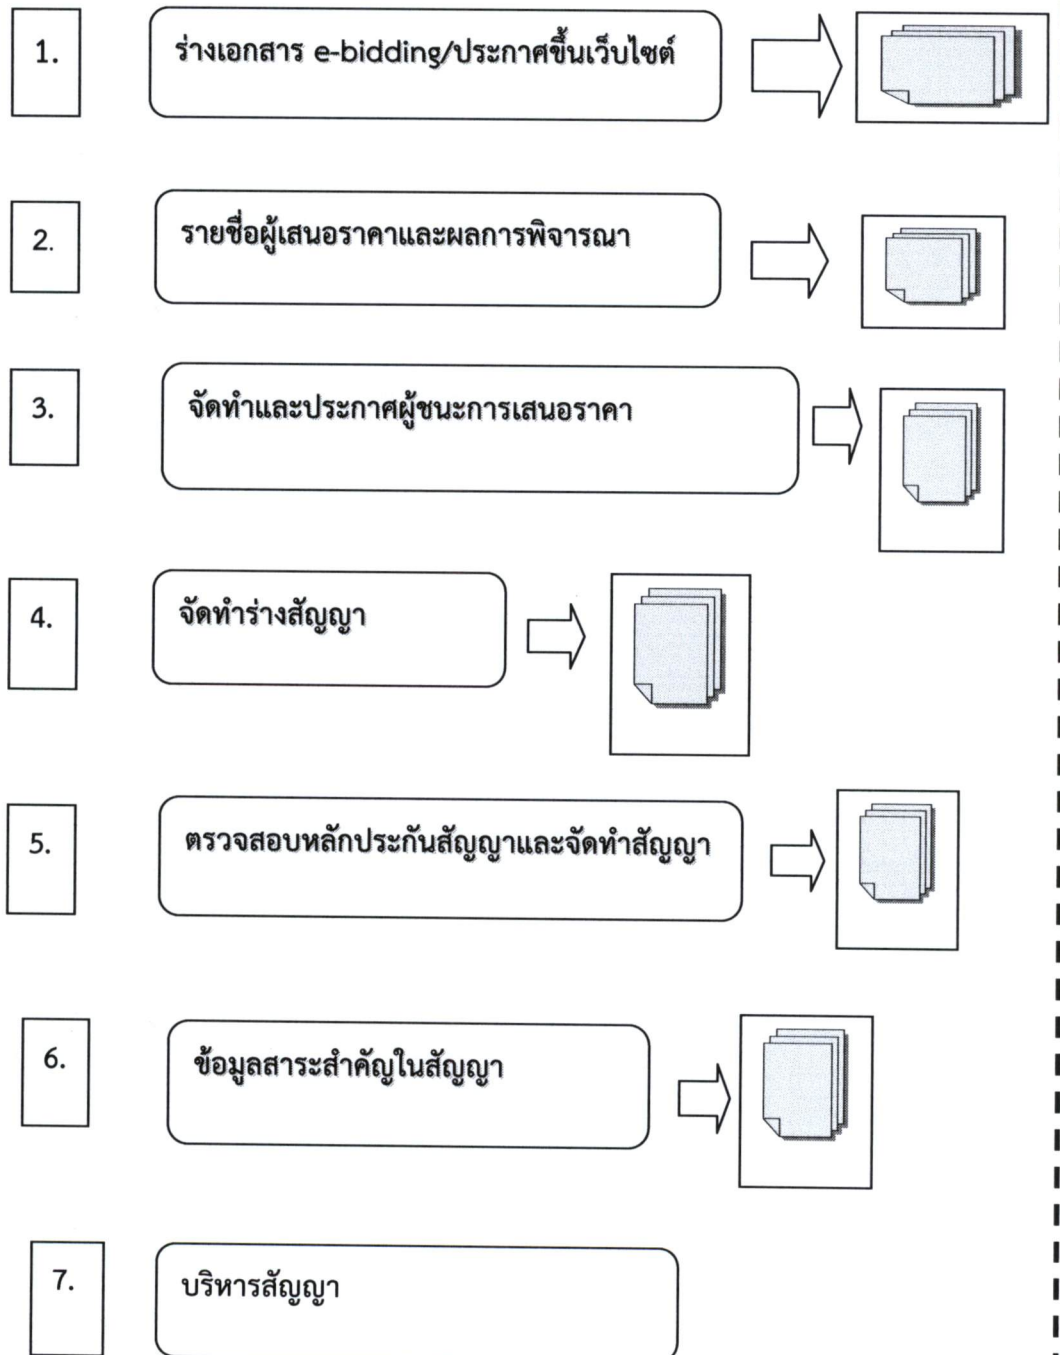 1.
ร่างเอกสาร e-bidding/ประกาศขึ้นเว็บไซต์
2.
รายชื่อผู้เสนอราคาและผลการพิจารณา
3.
จัดทำและประกาศผู้ชนะการเสนอราคา
4.
จัดทำร่างสัญญา
5.
ตรวจสอบหลักประกันสัญญาและจัดทำสัญญา
6.
ข้อมูลสาระสำคัญในสัญญา
7.
บริหารสัญญา